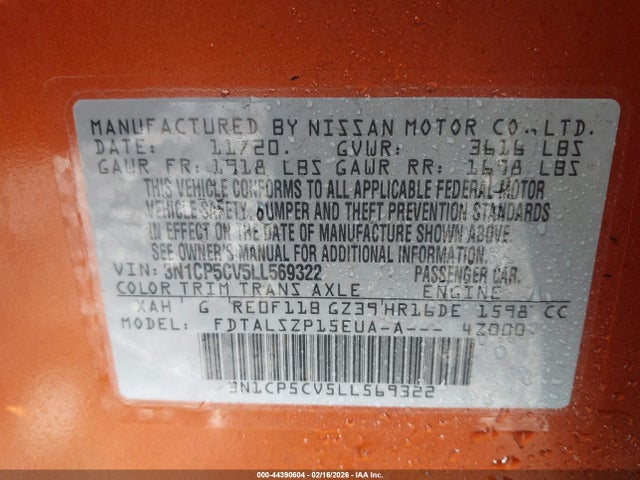 MANUFACTURED BY NISSAN MOTOR CO., LTD.
DATE: 11/20. GVWR: 3616 LBS
GAWR FR: 1918 LBS GAWR RR: 1698 LBS
THIS VEHICLE CONFORMS TO ALL APPLICABLE FEDERAL MOTOR
VEHICLE SAFETY, BUMPER AND THEFT PREVENTION STANDARDS
IN EFFECT ON THE DATE OF MANUFACTURE SHOWN ABOVE.
SEE OWNER'S MANUAL FOR ADDITIONAL INFORMATION.
VIN: 3N1CP5CV5LL569322 PASSENGER CAR.
COLOR TRIM TRANS AXLE ENGINE
XAH G RE0F11B GZ39 HR16DE 1598 CC
MODEL: FDTALSZP15EUA-A--- 4Z000
3N1CP5CV5LL569322
000-44390604 - 02/16/2026 - IAA Inc.